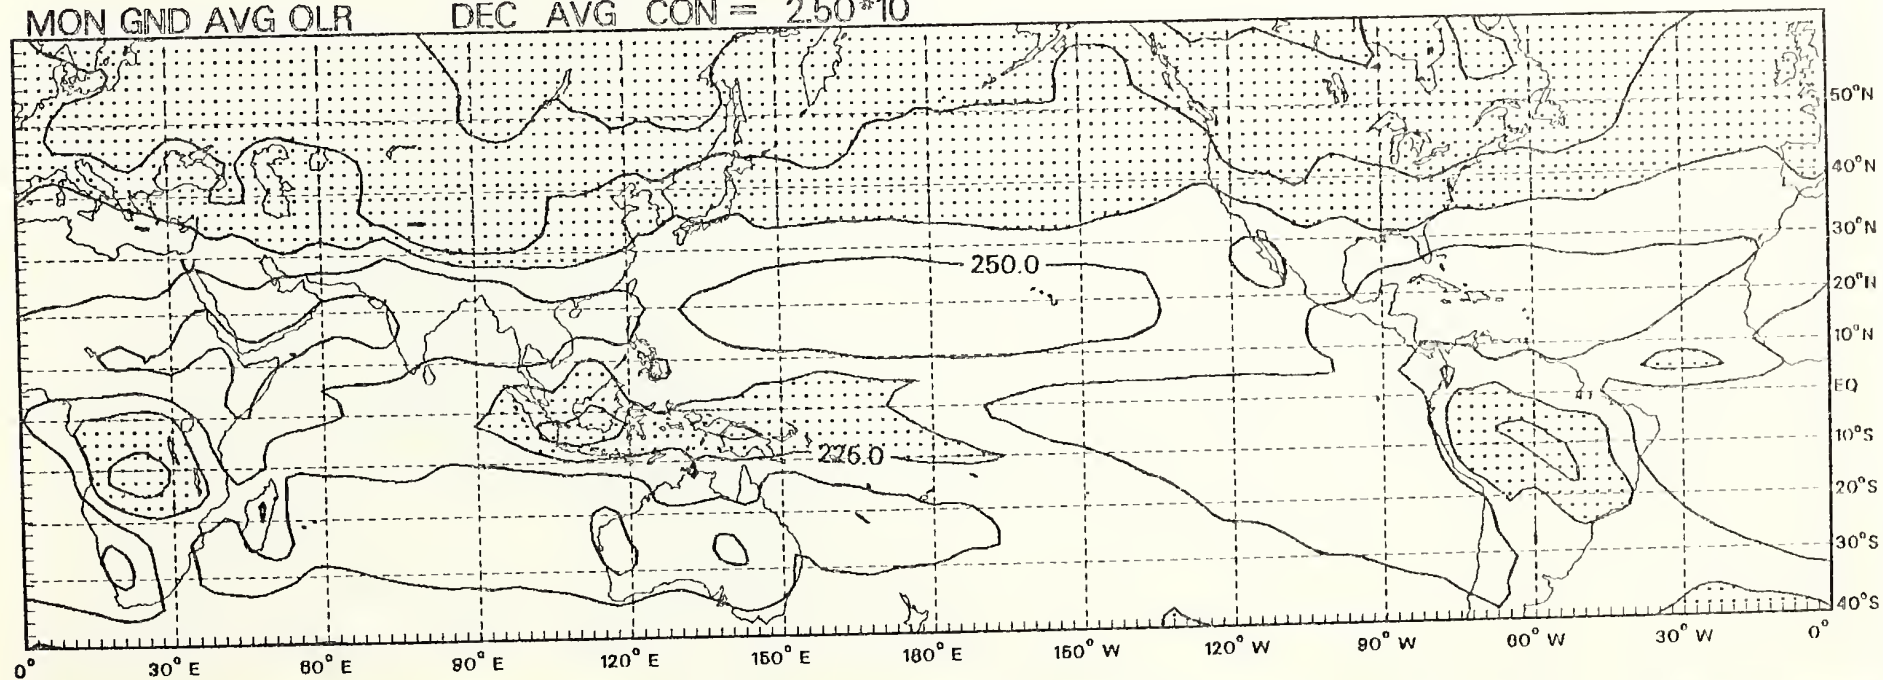 MON GND AVG OLR DEC AVG CON = 2.50*10
50°N
40°N
30°N
250.0
20°N
10°N
EQ
10°S
226.0
20°S
30°S
40°S
0° 30° E 60° E 90° E 120° E 150° E 180° E 150° W 120° W 90° W 60° W 30° W 0°